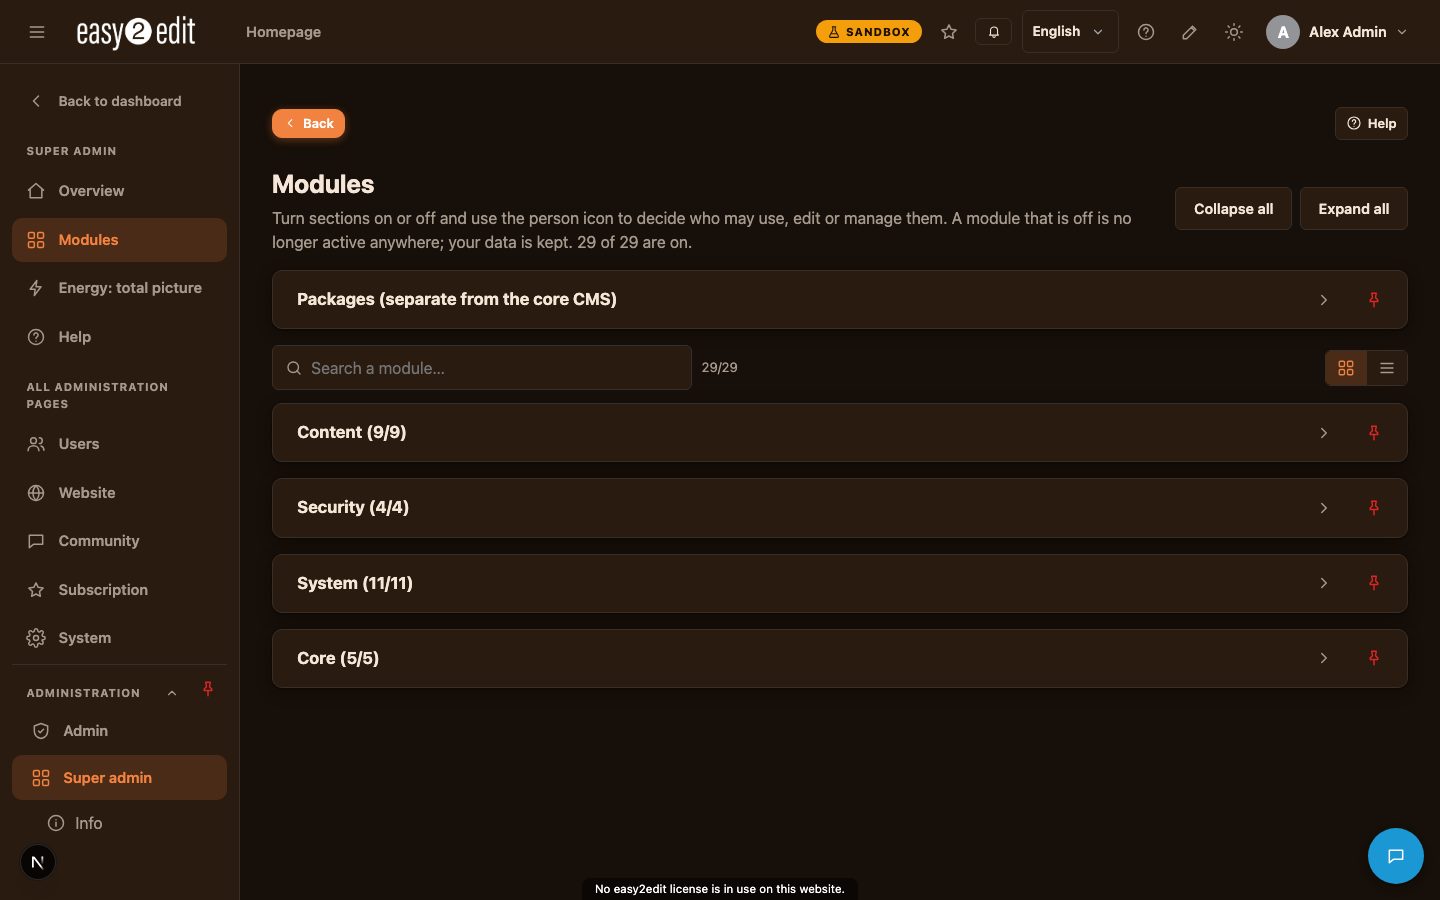 easy2edit
Homepage
SANDBOX
English
A
Alex Admin
Back to dashboard
SUPER ADMIN
Overview
Modules
Energy: total picture
Help
ALL ADMINISTRATION
PAGES
Users
Website
Community
Subscription
System
ADMINISTRATION
Admin
Super admin
Info
N
Back
Help
Modules
Turn sections on or off and use the person icon to decide who may use, edit or manage them. A module that is off is no
longer active anywhere; your data is kept. 29 of 29 are on.
Collapse all
Expand all
Packages (separate from the core CMS)
Search a module...
29/29
Content (9/9)
Security (4/4)
System (11/11)
Core (5/5)
No easy2edit license is in use on this website.